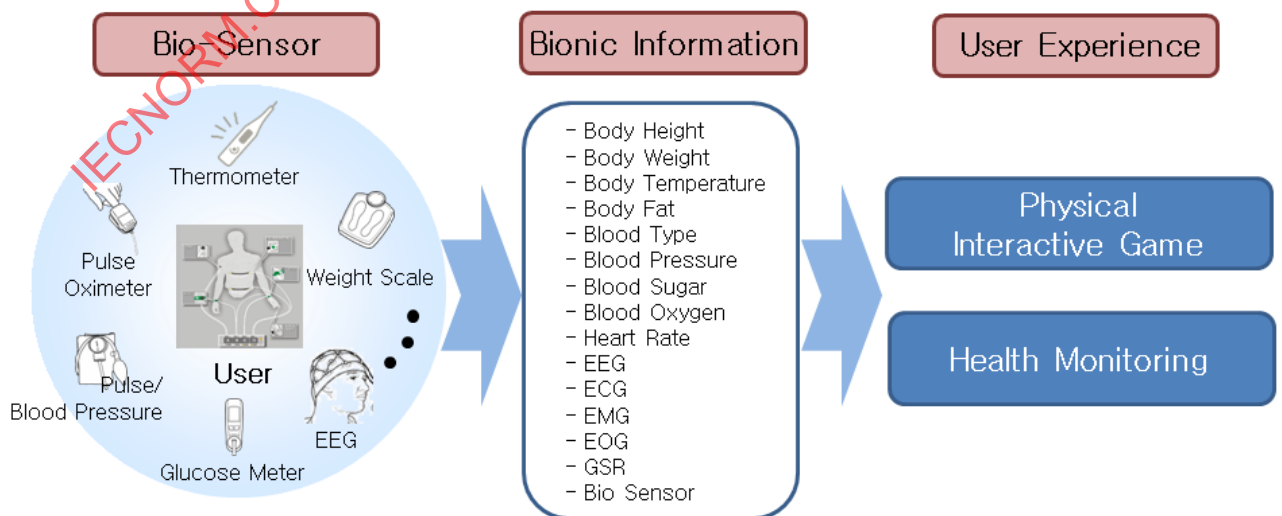 Bio-Sensor
Bionic Information
User Experience
IECNORM.C
Thermometer
Pulse
Oximeter
Weight Scale
User
Pulse/
Blood Pressure
EEG
Glucose Meter
- Body Height
- Body Weight
- Body Temperature
- Body Fat
- Blood Type
- Blood Pressure
- Blood Sugar
- Blood Oxygen
- Heart Rate
- EEG
- ECG
- EMG
- EOG
- GSR
- Bio Sensor
Physical
Interactive Game
Health Monitoring